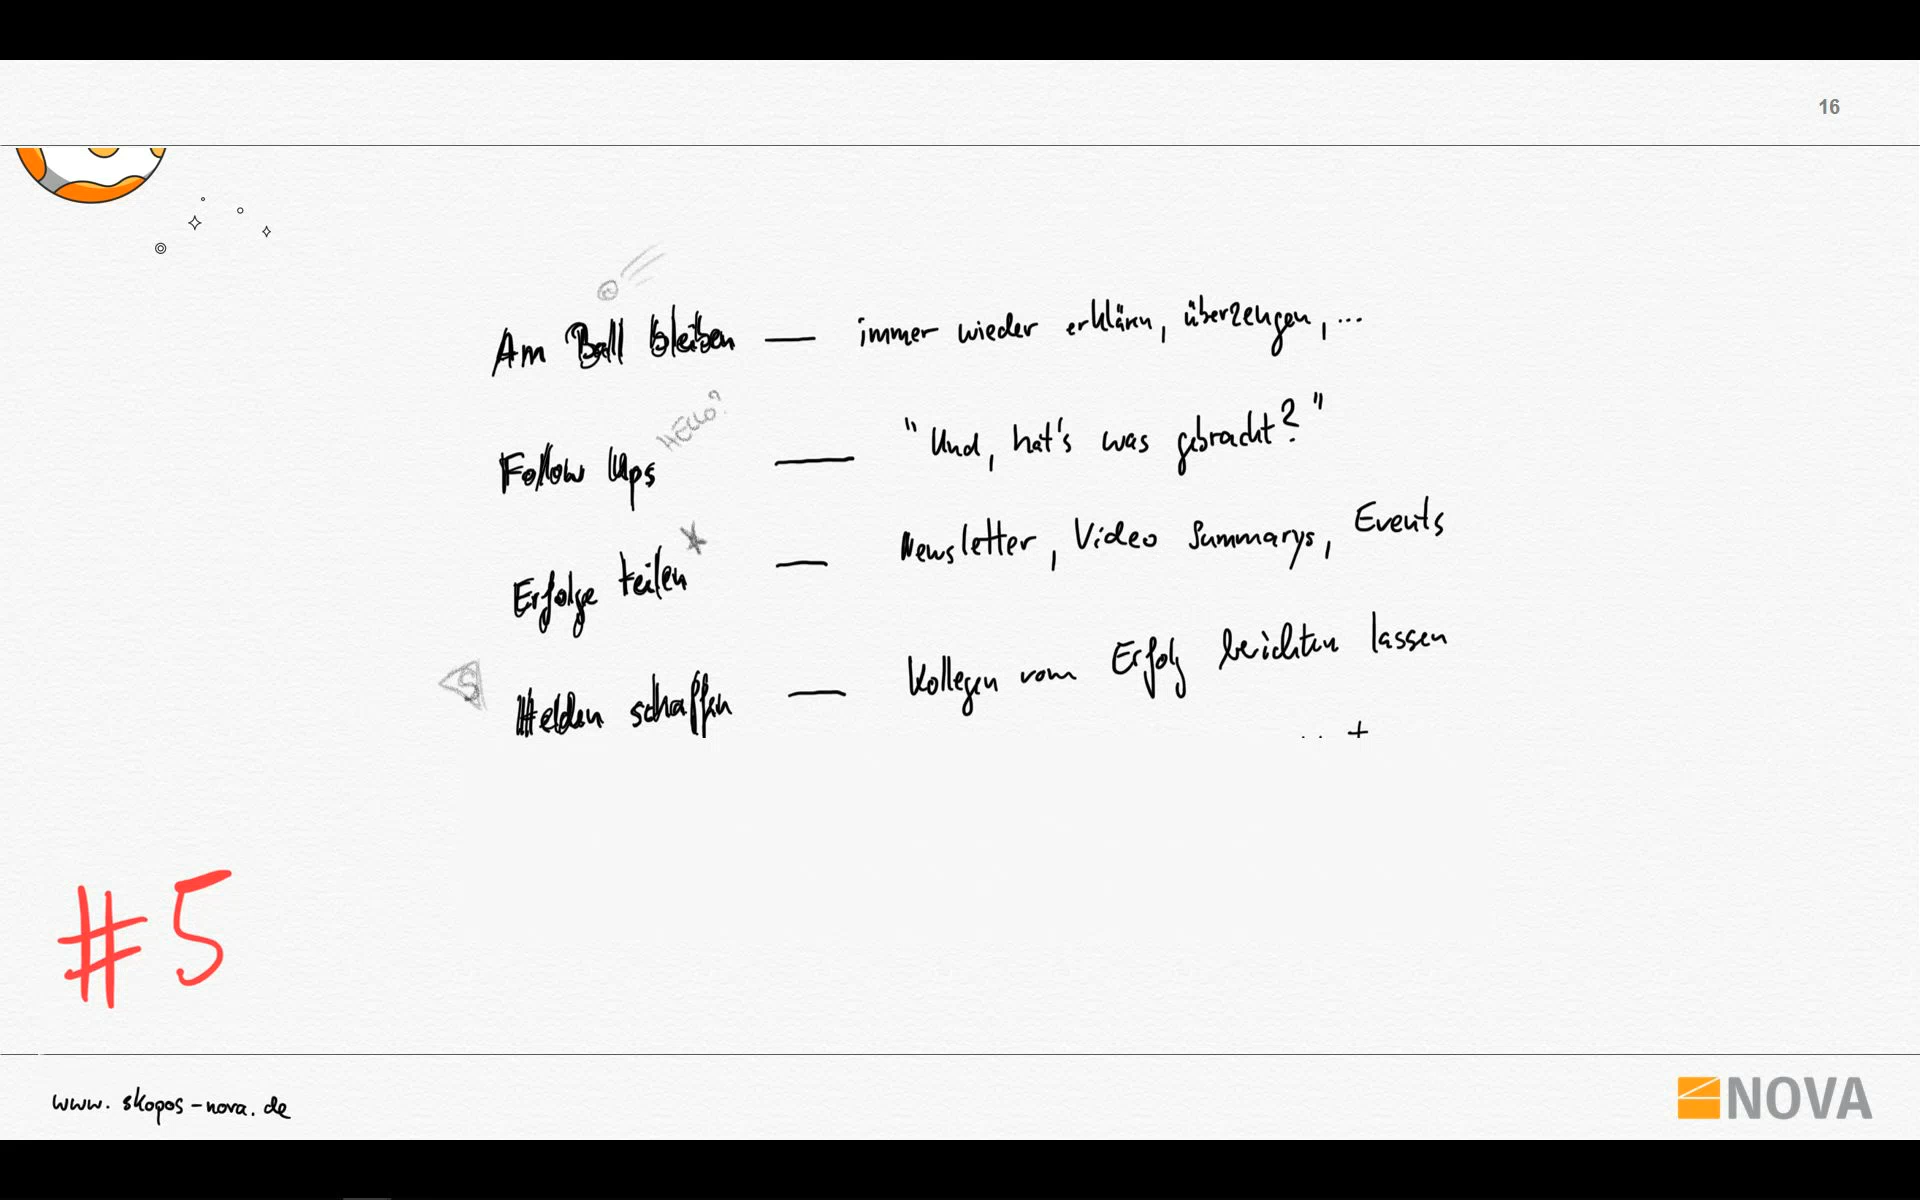 16
Am Ball bleiben — immer wieder erklären, überzeugen, ...
HELLO?
Follow Ups — "Und, hat's was gebracht?"
Erfolge teilen — Newsletter, Video Summarys, Events
S
Helden schaffen — Kollegen vom Erfolg berichten lassen
#5
www.skopos-nova.de
NOVA